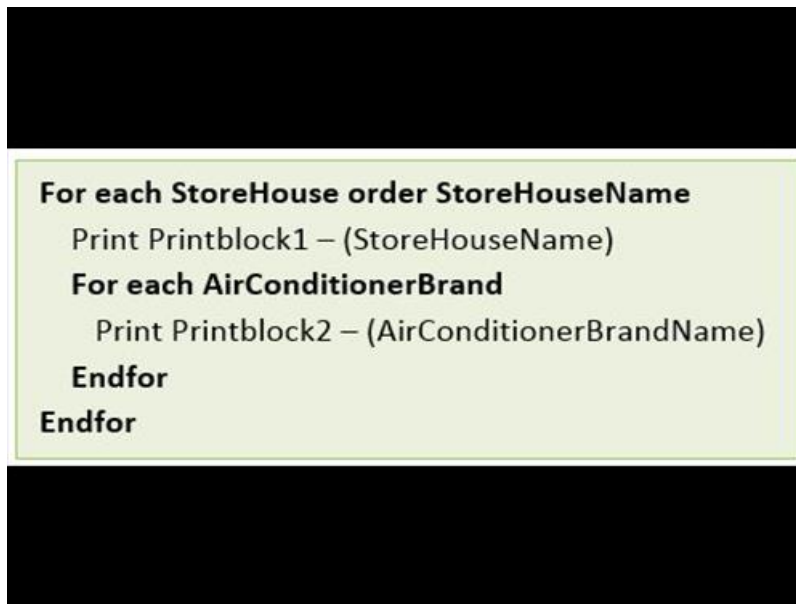 For each StoreHouse order StoreHouseName
Print Printblock1 – (StoreHouseName)
For each AirConditionerBrand
Print Printblock2 – (AirConditionerBrandName)
Endfor
Endfor